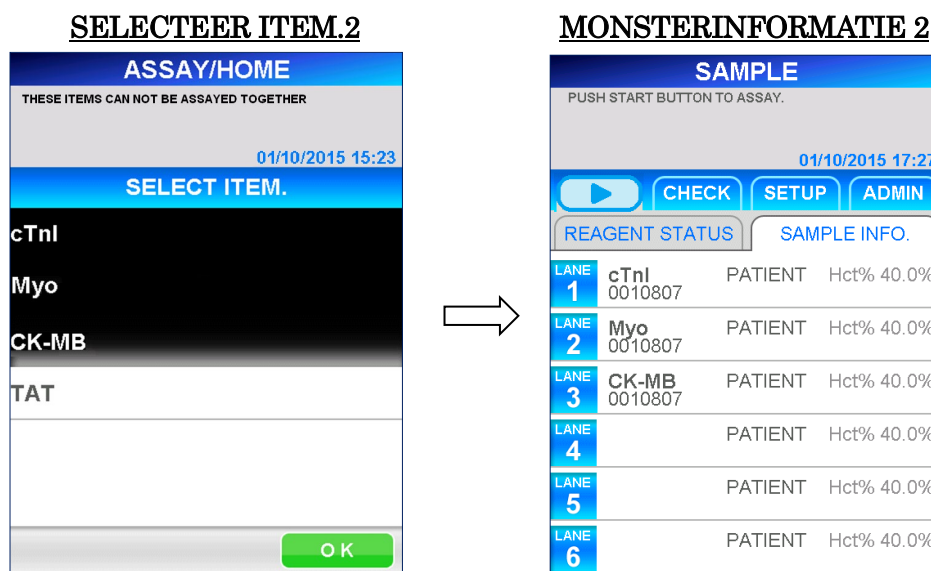 SELECTEER ITEM.2
ASSAY/HOME
THESE ITEMS CAN NOT BE ASSAYED TOGETHER
01/10/2015 15:23
SELECT ITEM.
cTnI
Myo
CK-MB
TAT
OK
MONSTERINFORMATIE 2
SAMPLE
PUSH START BUTTON TO ASSAY.
01/10/2015 17:27
CHECK SETUP ADMIN
REAGENT STATUS SAMPLE INFO.
LANE 1 cTnI 0010807 PATIENT Hct% 40.0%
LANE 2 Myo 0010807 PATIENT Hct% 40.0%
LANE 3 CK-MB 0010807 PATIENT Hct% 40.0%
LANE 4 PATIENT Hct% 40.0%
LANE 5 PATIENT Hct% 40.0%
LANE 6 PATIENT Hct% 40.0%